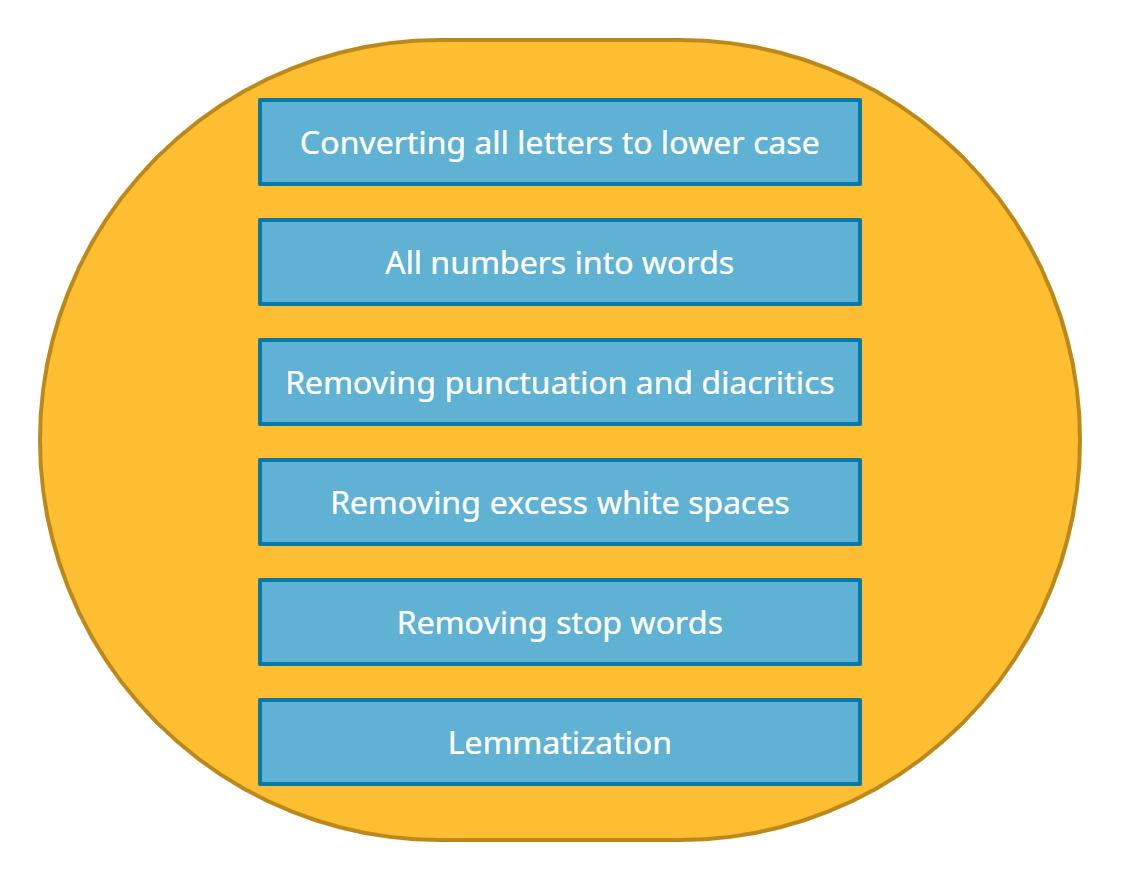 Converting all letters to lower case
All numbers into words
Removing punctuation and diacritics
Removing excess white spaces
Removing stop words
Lemmatization